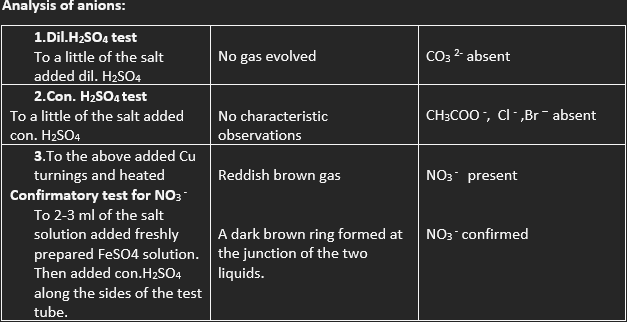 Analysis of anions:
1.Dil.H₂SO₄ test
To a little of the salt
added dil. H₂SO4
No gas evolved
CO₃ ²⁻ absent
2.Con. H₂SO₄ test
To a little of the salt added
con. H₂SO₄
No characteristic
observations
CH₃COO ⁻, Cl ⁻ ,Br ⁻ absent
3.To the above added Cu
turnings and heated
Reddish brown gas
NO₃ ⁻ present
Confirmatory test for NO₃ ⁻
To 2-3 ml of the salt
solution added freshly
prepared FeSO4 solution.
Then added con.H₂SO₄
along the sides of the test
tube.
A dark brown ring formed at
the junction of the two
liquids.
NO₃ ⁻ confirmed